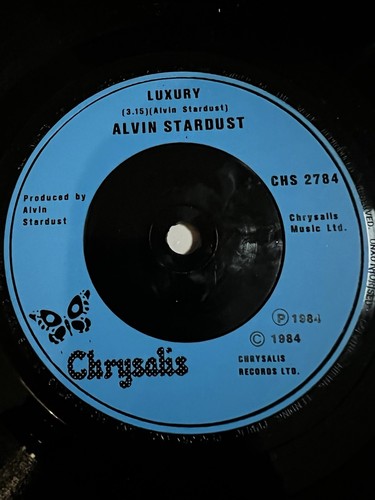 LUXURY
(3.15)(Alvin Stardust)
ALVIN STARDUST
CHS 2784
Produced by
Alvin
Stardust
Chrysalis
Music Ltd.
Ⓟ 1984
© 1984
Chrysalis
CHRYSALIS
RECORDS LTD.